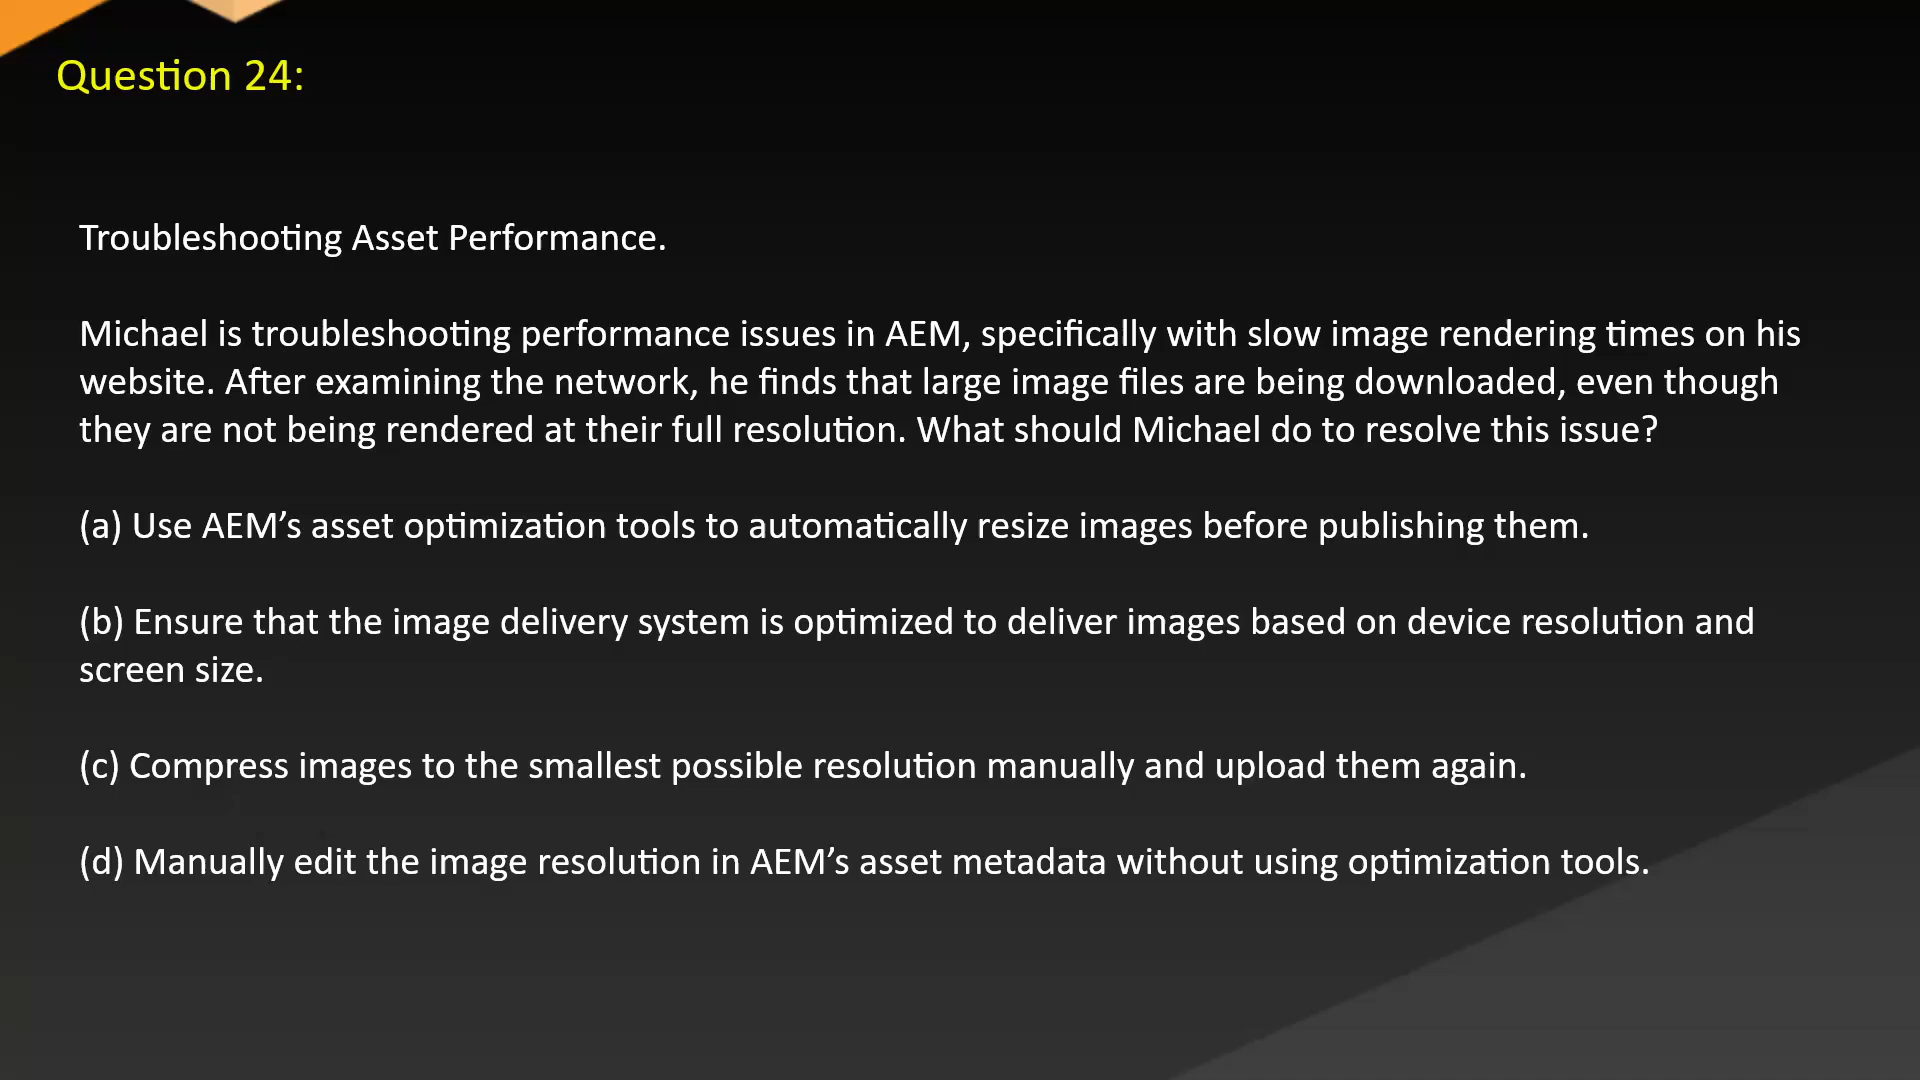 Question 24:
Troubleshooting Asset Performance.
Michael is troubleshooting performance issues in AEM, specifically with slow image rendering times on his
website. After examining the network, he finds that large image files are being downloaded, even though
they are not being rendered at their full resolution. What should Michael do to resolve this issue?
(a) Use AEM’s asset optimization tools to automatically resize images before publishing them.
(b) Ensure that the image delivery system is optimized to deliver images based on device resolution and
screen size.
(c) Compress images to the smallest possible resolution manually and upload them again.
(d) Manually edit the image resolution in AEM’s asset metadata without using optimization tools.